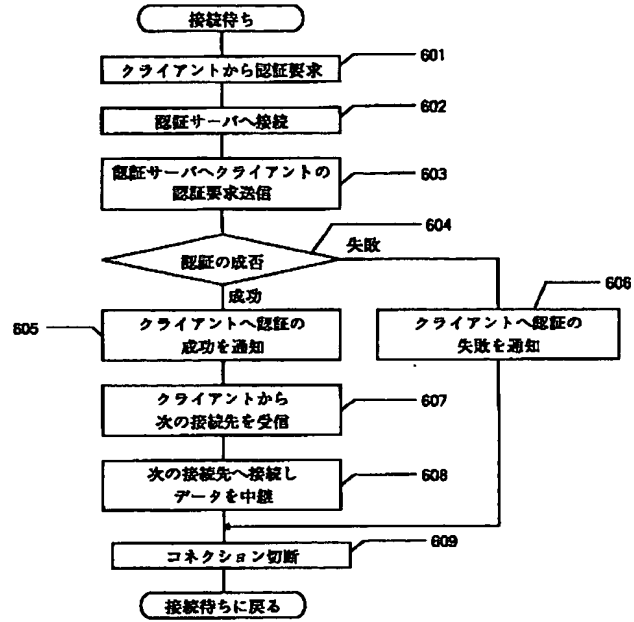 接続待ち
クライアントから認証要求
601
認証サーバへ接続
602
認証サーバへクライアントの
認証要求送信
603
認証の成否
604
失敗
成功
605
クライアントへ認証の
成功を通知
クライアントへ認証の
失敗を通知
606
クライアントから
次の接続先を受信
607
次の接続先へ接続し
データを中継
608
コネクション切断
609
接続待ちに戻る